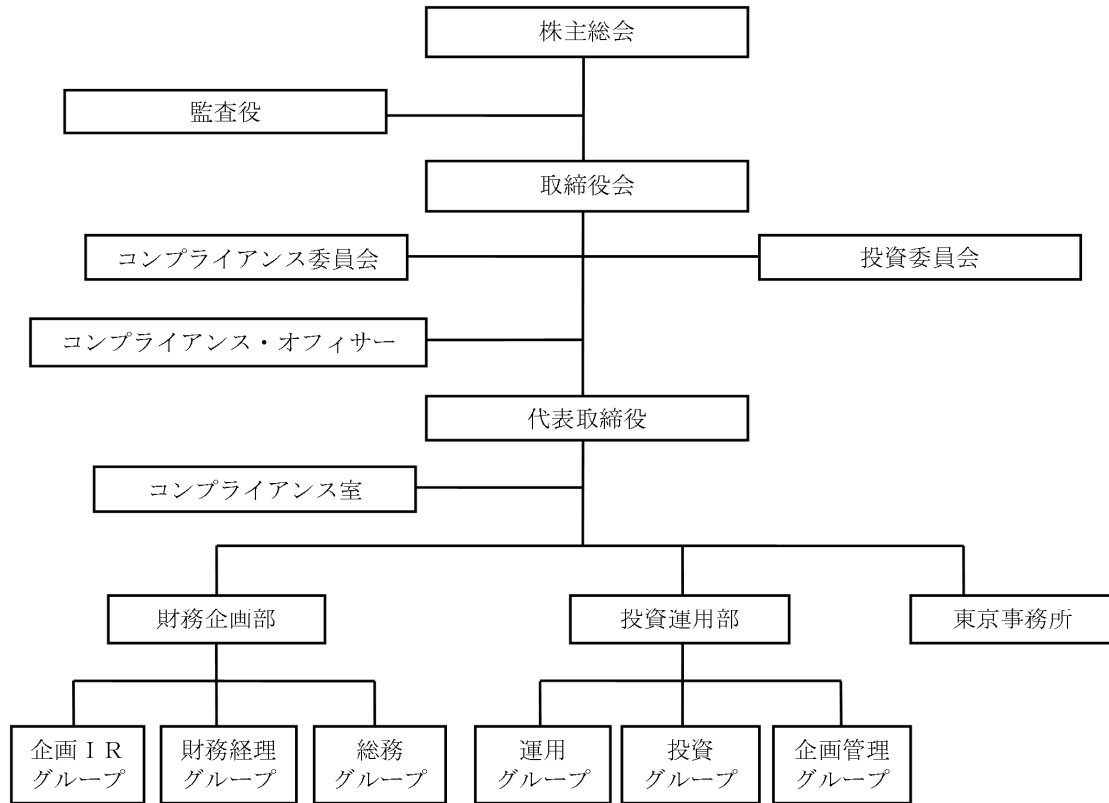 株主総会
監査役
取締役会
コンプライアンス委員会
投資委員会
コンプライアンス・オフィサー
代表取締役
コンプライアンス室
財務企画部
投資運用部
東京事務所
企画ＩＲ
グループ
財務経理
グループ
総務
グループ
運用
グループ
投資
グループ
企画管理
グループ